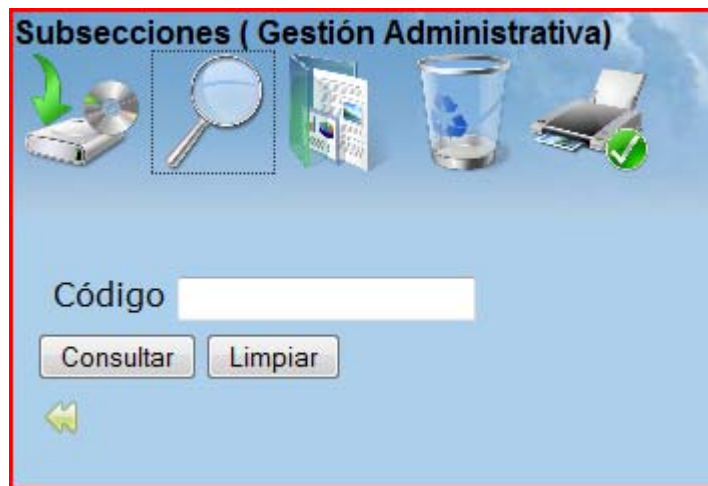 Subsecciones ( Gestión Administrativa)
Código
Consultar Limpiar